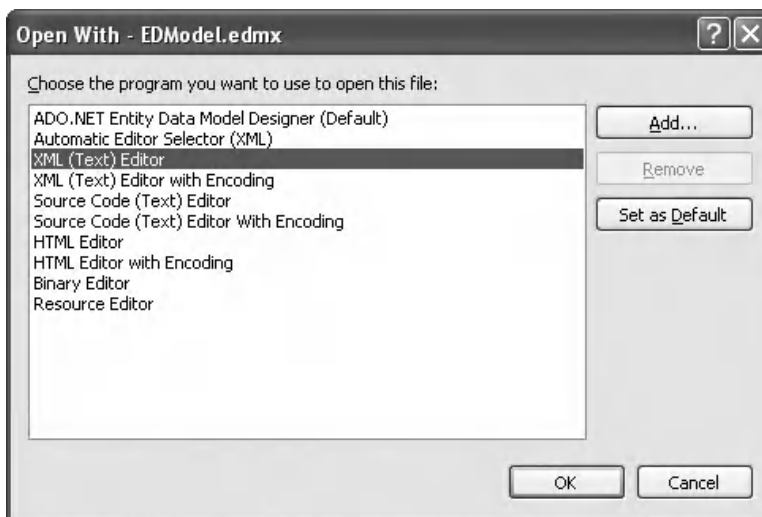 Open With - EDModel.edmx
Choose the program you want to use to open this file:
ADO.NET Entity Data Model Designer (Default)
Automatic Editor Selector (XML)
XML (Text) Editor
XML (Text) Editor with Encoding
Source Code (Text) Editor
Source Code (Text) Editor With Encoding
HTML Editor
HTML Editor with Encoding
Binary Editor
Resource Editor
Add...
Remove
Set as Default
OK
Cancel